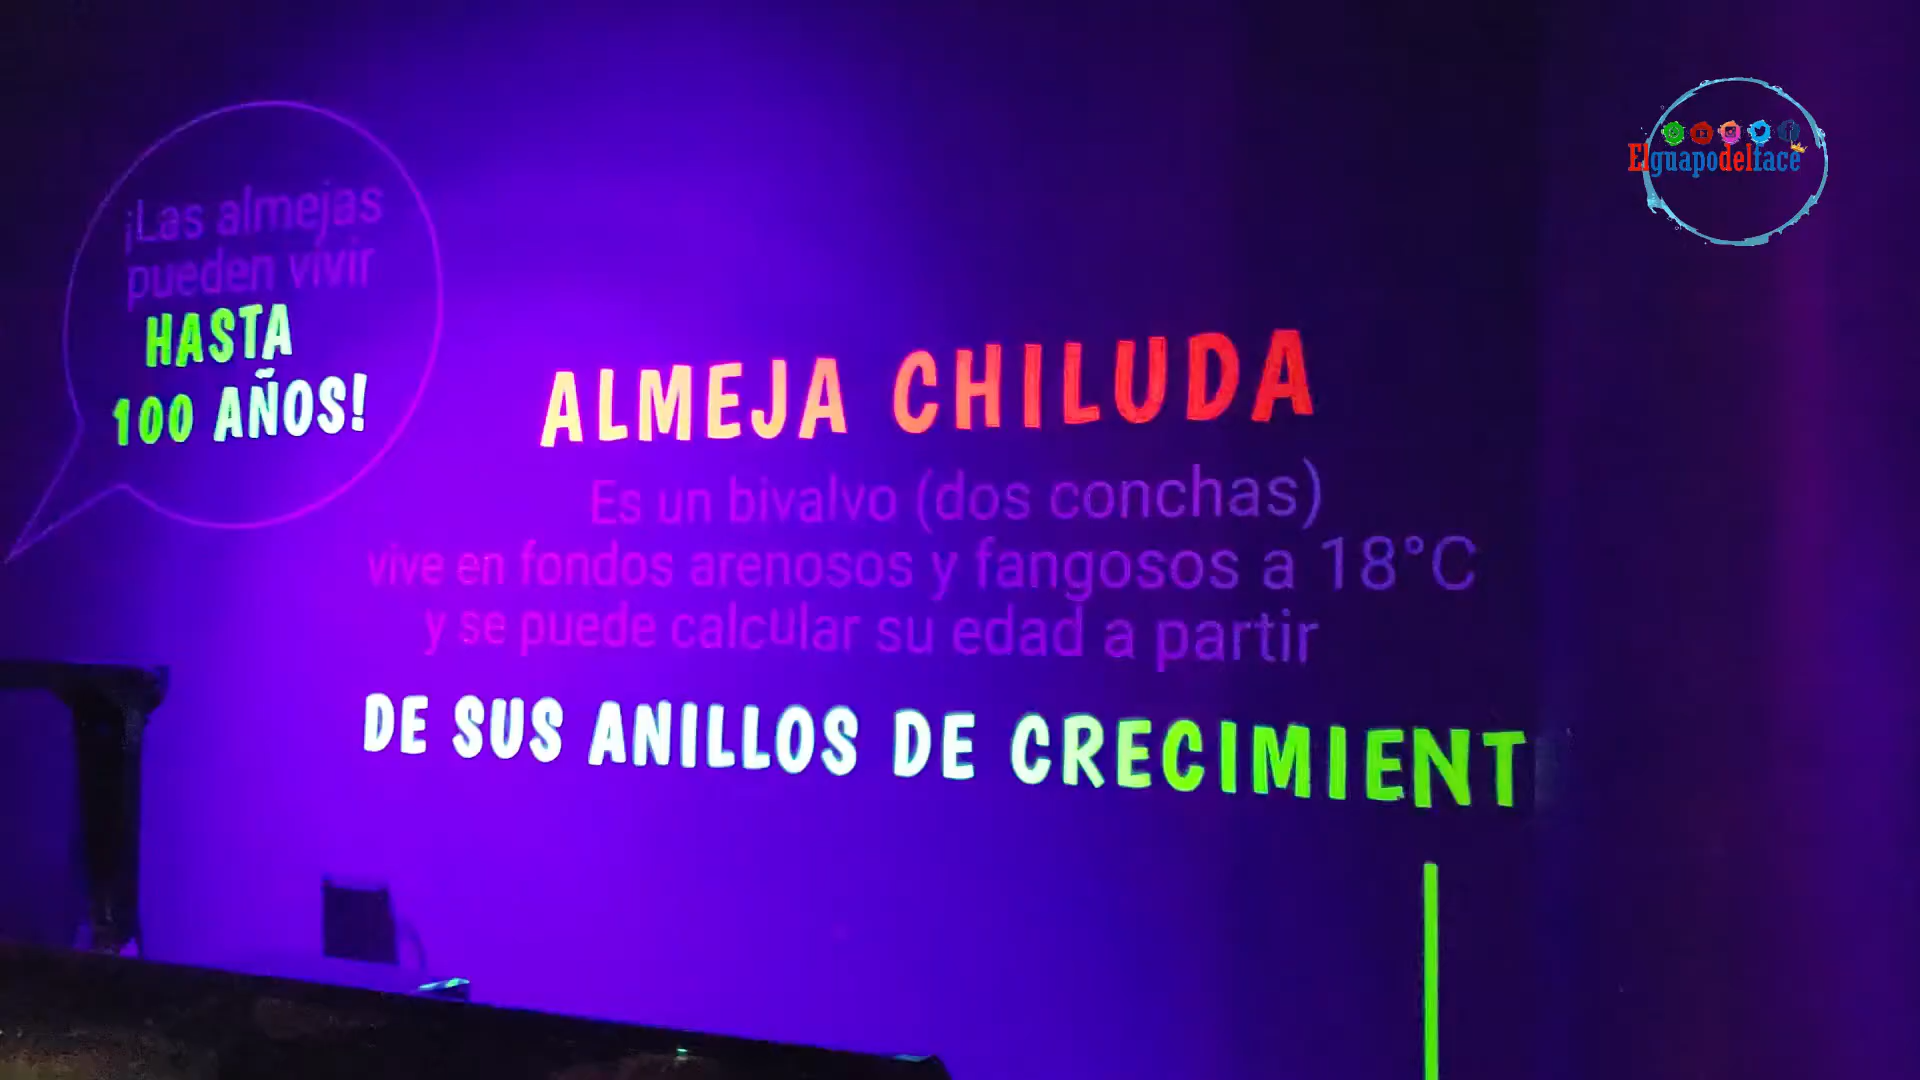 ¡Las almejas
pueden vivir
HASTA
100 AÑOS!
ALMEJA CHILUDA
Es un bivalvo (dos conchas)
vive en fondos arenosos y fangosos a 18°C
y se puede calcular su edad a partir
DE SUS ANILLOS DE CRECIMIENT
Elguapodelface